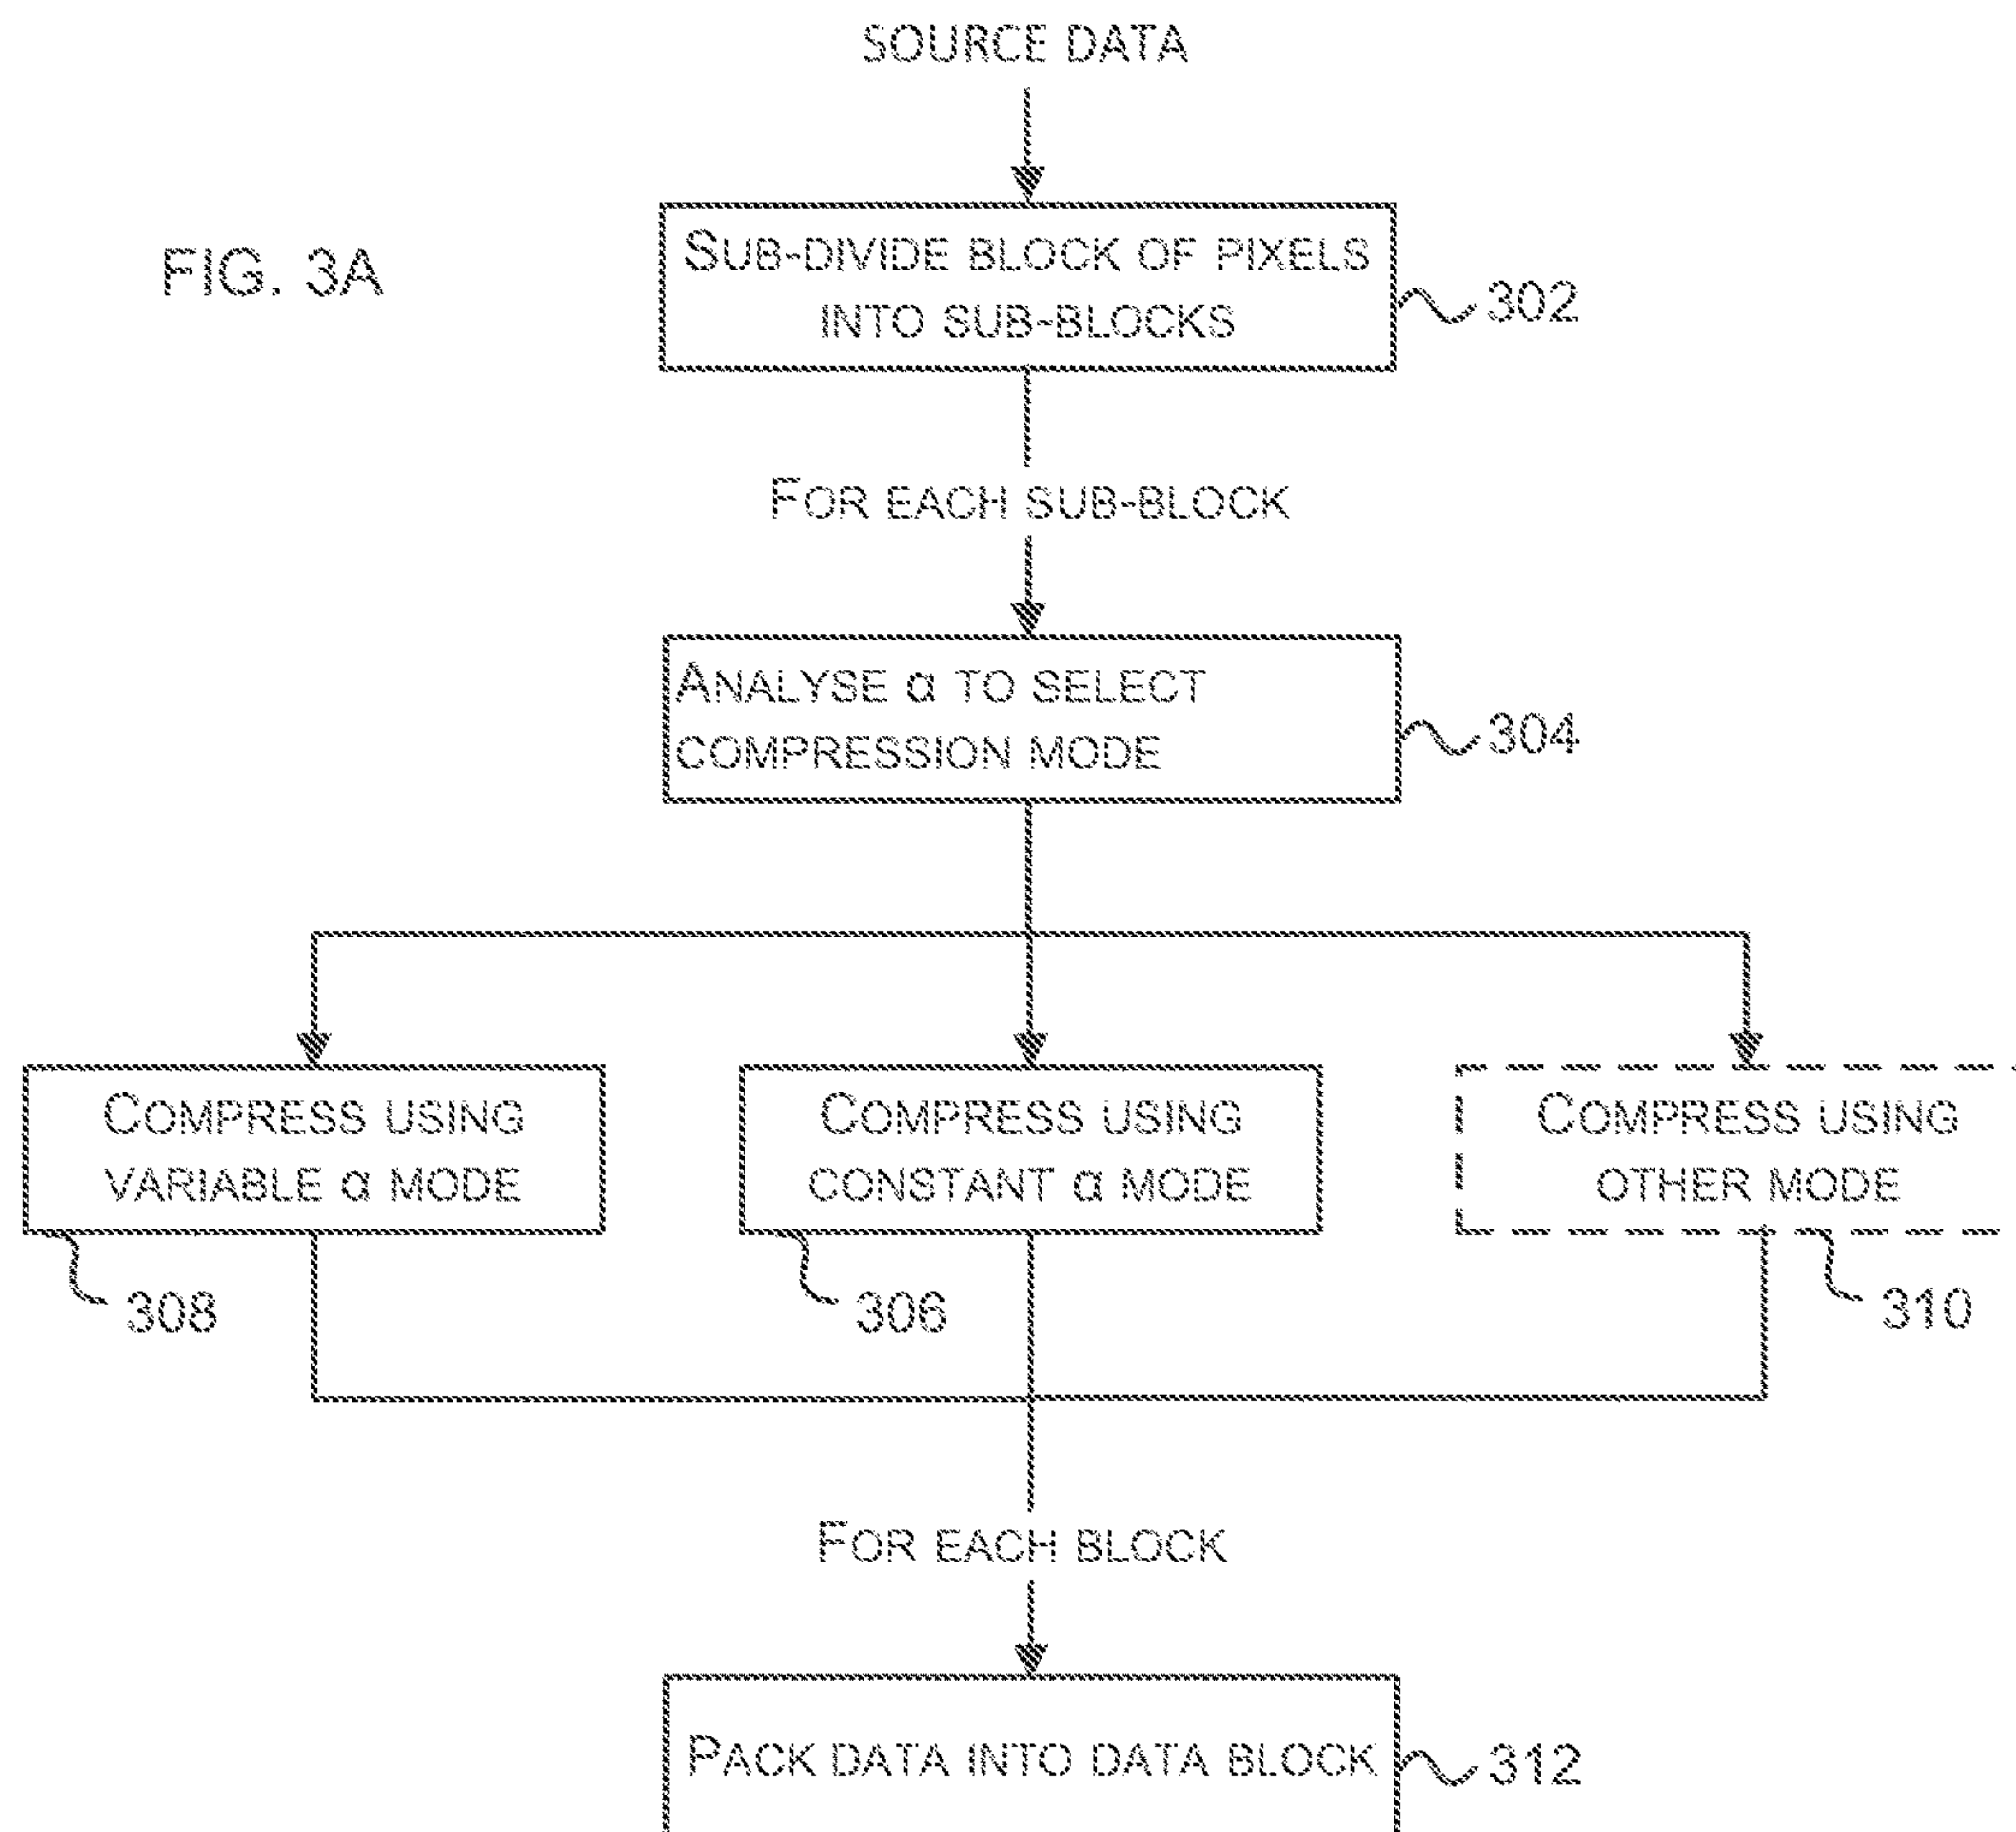 SOURCE DATA
FIG. 3A
SUB-DIVIDE BLOCK OF PIXELS
INTO SUB-BLOCKS
302
FOR EACH SUB-BLOCK
ANALYSE α TO SELECT
COMPRESSION MODE
304
COMPRESS USING
VARIABLE α MODE
308
COMPRESS USING
CONSTANT α MODE
306
COMPRESS USING
OTHER MODE
310
FOR EACH BLOCK
PACK DATA INTO DATA BLOCK
312